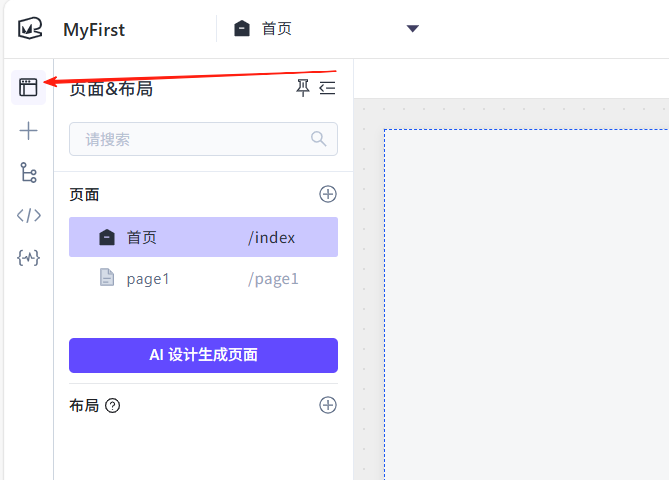 MyFirst
首页
页面&布局
请搜索
页面
首页 /index
page1 /page1
AI 设计生成页面
布局